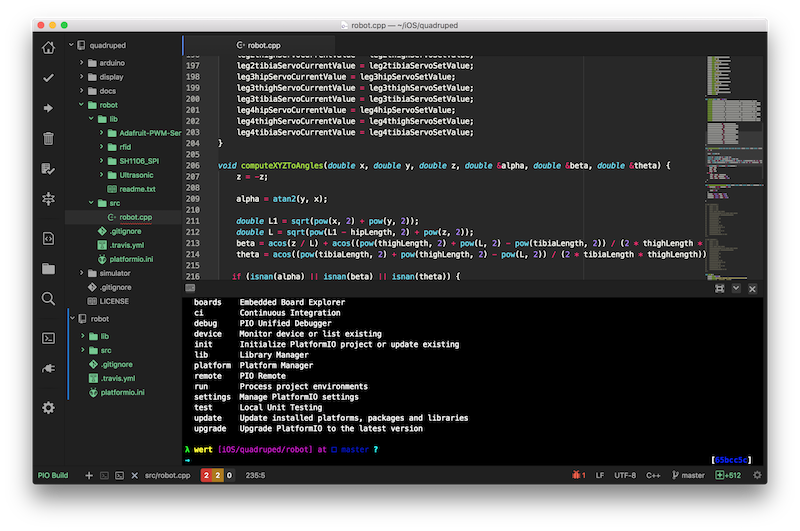 robot.cpp — ~/iOS/quadruped
quadruped
arduino
display
docs
robot
lib
Adafruit-PWM-Ser
rfid
SH1106_SPI
Ultrasonic
readme.txt
src
robot.cpp
.gitignore
.travis.yml
platformio.ini
simulator
.gitignore
LICENSE
robot
lib
src
.gitignore
.travis.yml
platformio.ini
robot.cpp
196 leg2thighServoCurrentValue = leg2thighServoSetValue;
197 leg2tibiaServoCurrentValue = leg2tibiaServoSetValue;
198 leg3hipServoCurrentValue = leg3hipServoSetValue;
199 leg3thighServoCurrentValue = leg3thighServoSetValue;
200 leg3tibiaServoCurrentValue = leg3tibiaServoSetValue;
201 leg4hipServoCurrentValue = leg4hipServoSetValue;
202 leg4thighServoCurrentValue = leg4thighServoSetValue;
203 leg4tibiaServoCurrentValue = leg4tibiaServoSetValue;
204 }
205
206 void computeXYZToAngles(double x, double y, double z, double &alpha, double &beta, double &theta) {
207 z = -z;
208
209 alpha = atan2(y, x);
210
211 double L1 = sqrt(pow(x, 2) + pow(y, 2));
212 double L = sqrt(pow(L1 - hipLength, 2) + pow(z, 2));
213 beta = acos(z / L) + acos((pow(thighLength, 2) + pow(L, 2) - pow(tibiaLength, 2)) / (2 * thighLength *
214 theta = acos((pow(tibiaLength, 2) + pow(thighLength, 2) - pow(L, 2)) / (2 * tibiaLength * thighLength))
215
216 if (isnan(alpha) || isnan(beta) || isnan(theta)) {
boards Embedded Board Explorer
ci Continuous Integration
debug PIO Unified Debugger
device Monitor device or list existing
init Initialize PlatformIO project or update existing
lib Library Manager
platform Platform Manager
remote PIO Remote
run Process project environments
settings Manage PlatformIO settings
test Local Unit Testing
update Update installed platforms, packages and libraries
upgrade Upgrade PlatformIO to the latest version
λ wert [iOS/quadruped/robot] at master ?
→ [65bcc5c]
PIO Build + src/robot.cpp 2 2 0 235:5 1 LF UTF-8 C++ master +512